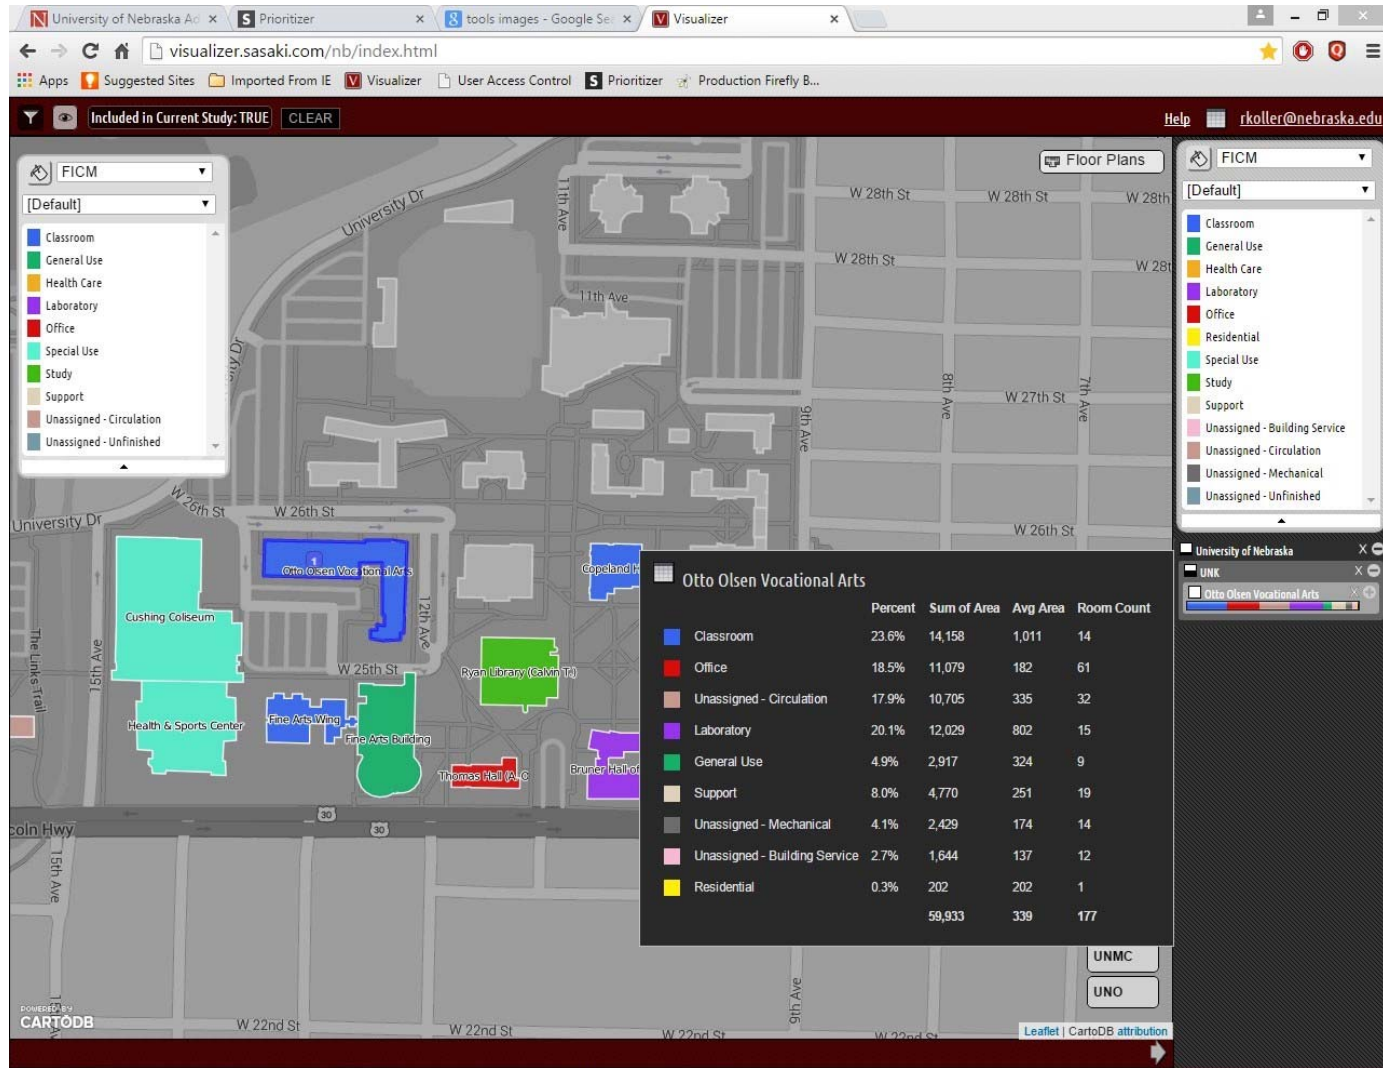 University of Nebraska Ad
Prioritizer
tools images - Google Se
Visualizer
visualizer.sasaki.com/nb/index.html
Apps Suggested Sites Imported From IE Visualizer User Access Control Prioritizer Production Firefly B...
Included in Current Study: TRUE CLEAR Help rkoller@nebraska.edu
FICM
[Default]
Classroom
General Use
Health Care
Laboratory
Office
Special Use
Study
Support
Unassigned - Circulation
Unassigned - Unfinished
Floor Plans
University Dr
11th Ave
W 28th St
W 28th St
W 28th
W 28th St
W 28t
11th Ave
8th Ave
7th Ave
W 27th St
9th Ave
W 26th St
W 26th St
University Dr
W 26th St
Otto Olsen Vocational Arts
1
Copeland H
Cushing Coliseum
12th Ave
The Links Trail
15th Ave
W 25th St
Ryan Library (Calvin T.)
Health & Sports Center
Fine Arts Wing
Fine Arts Building
Thomas Hall (A. C
Bruner Hall of
30
30
coln Hwy
15th Ave
9th Ave
W 22nd St
W 22nd St
W 22nd St
W 22nd St
POWERED BY
CARTODB
Leaflet | CartoDB attribution
UNMC
UNO
Otto Olsen Vocational Arts
Percent Sum of Area Avg Area Room Count
Classroom 23.6% 14,158 1,011 14
Office 18.5% 11,079 182 61
Unassigned - Circulation 17.9% 10,705 335 32
Laboratory 20.1% 12,029 802 15
General Use 4.9% 2,917 324 9
Support 8.0% 4,770 251 19
Unassigned - Mechanical 4.1% 2,429 174 14
Unassigned - Building Service 2.7% 1,644 137 12
Residential 0.3% 202 202 1
59,933 339 177
FICM
[Default]
Classroom
General Use
Health Care
Laboratory
Office
Residential
Special Use
Study
Support
Unassigned - Building Service
Unassigned - Circulation
Unassigned - Mechanical
Unassigned - Unfinished
University of Nebraska X
UNK X
Otto Olsen Vocational Arts X